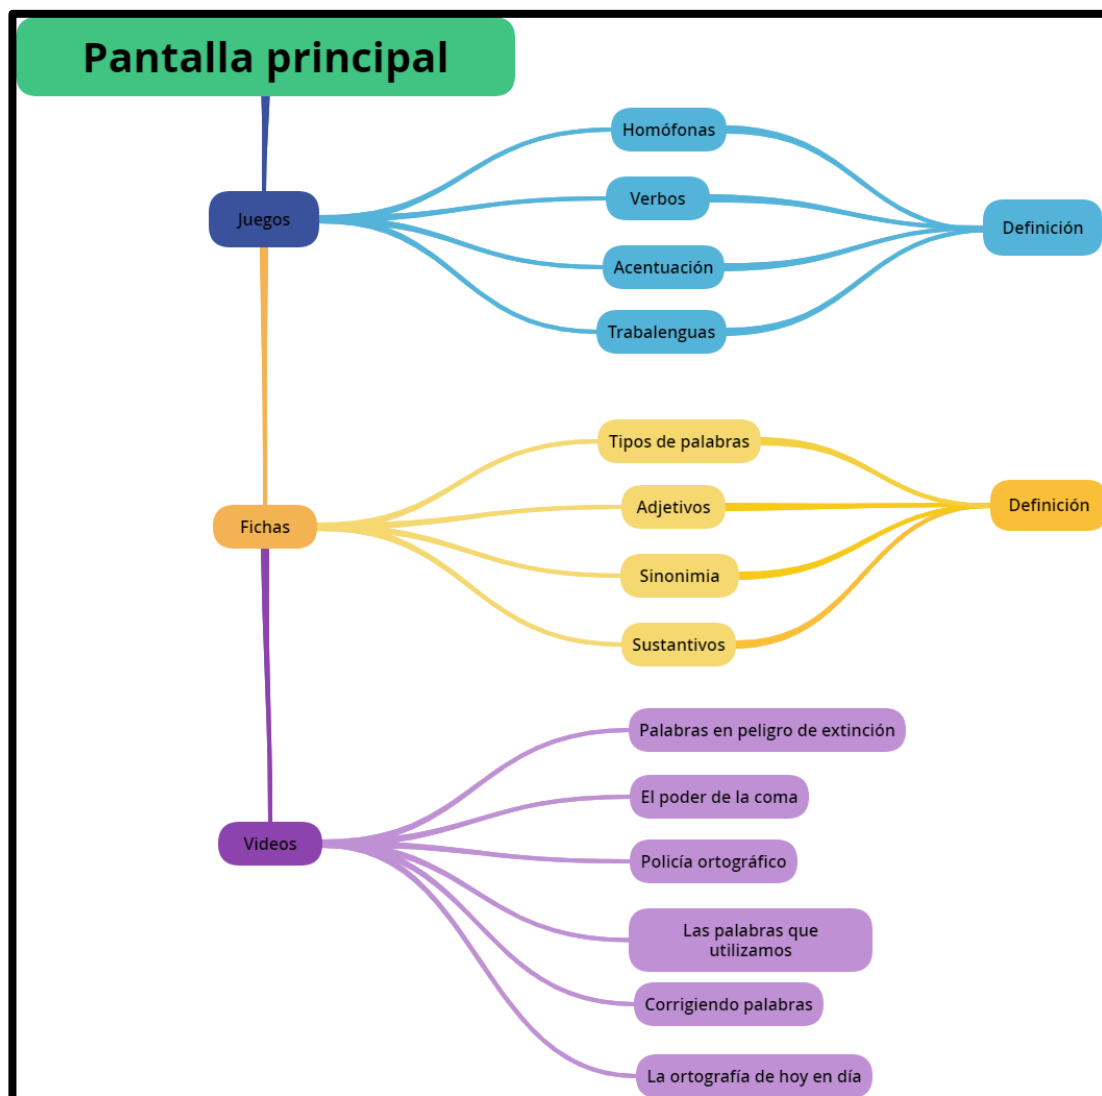 Pantalla principal
Juegos
Homófonas
Verbos
Acentuación
Trabalenguas
Definición
Fichas
Tipos de palabras
Adjetivos
Sinonimia
Sustantivos
Definición
Videos
Palabras en peligro de extinción
El poder de la coma
Policía ortográfico
Las palabras que
utilizamos
Corrigiendo palabras
La ortografía de hoy en día